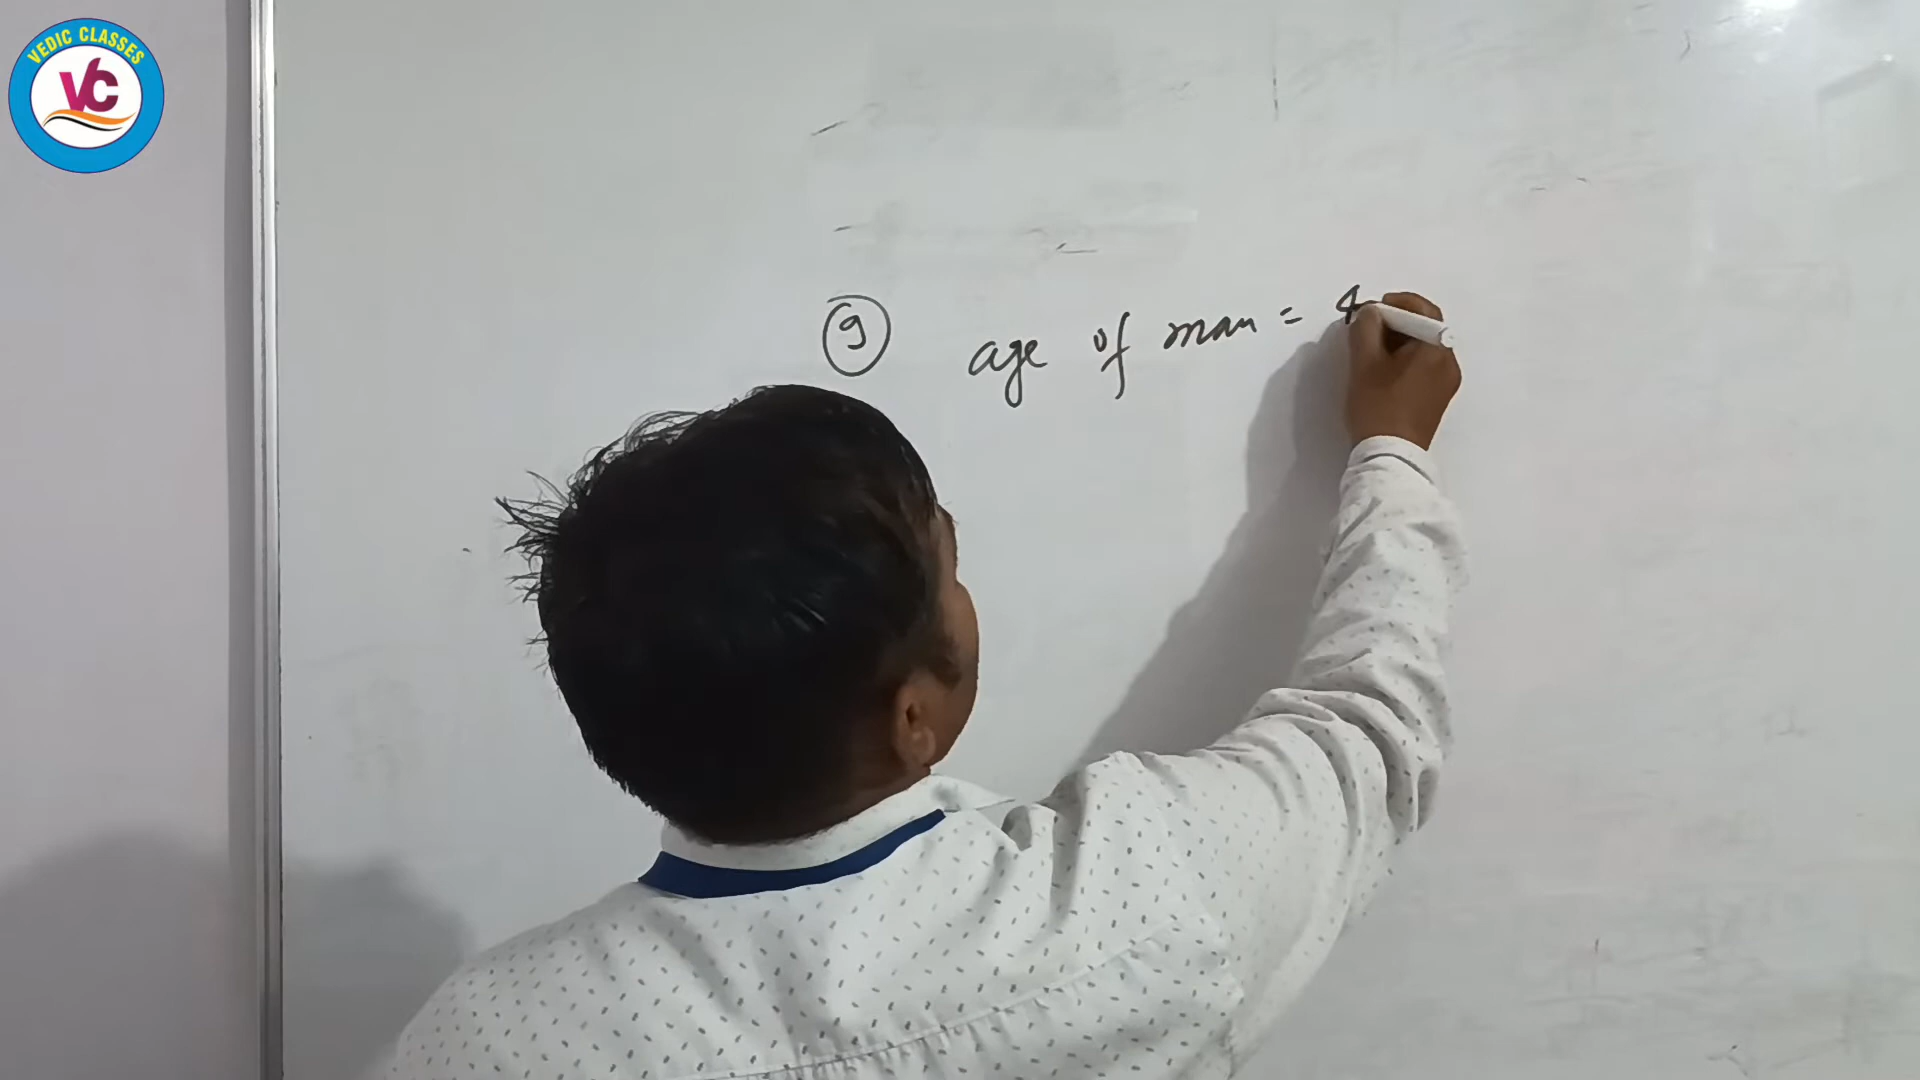 VEDIC CLASSES
VC
9 age of man = 4